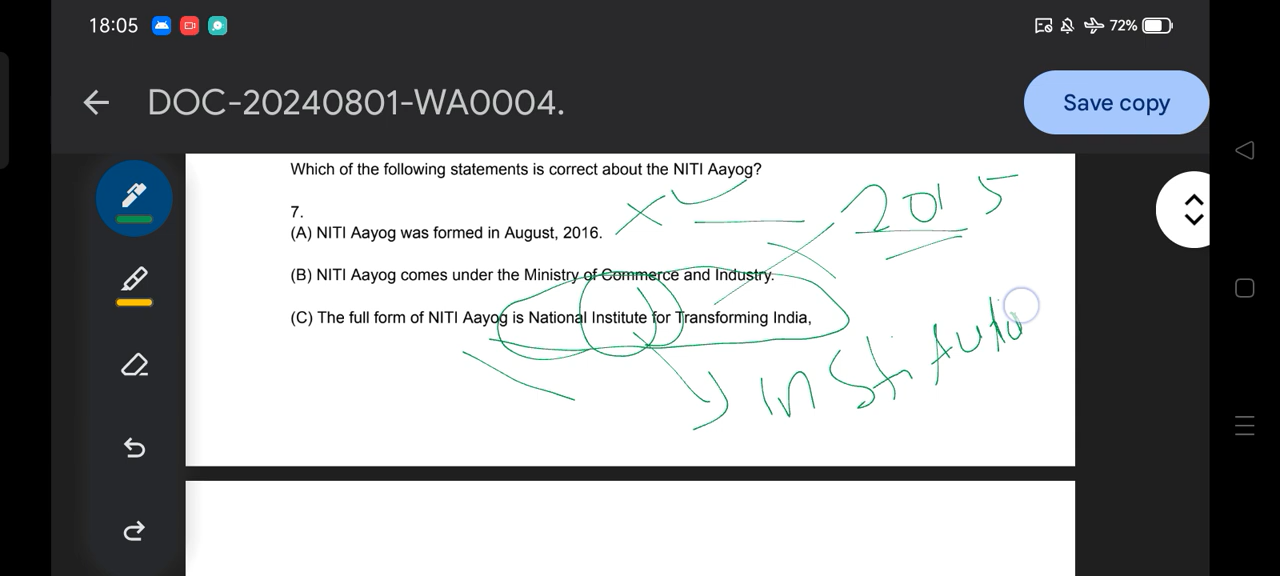 18:05
72%
DOC-20240801-WA0004.
Save copy
Which of the following statements is correct about the NITI Aayog?
7.
(A) NITI Aayog was formed in August, 2016.
2015
(B) NITI Aayog comes under the Ministry of Commerce and Industry.
(C) The full form of NITI Aayog is National Institute for Transforming India,